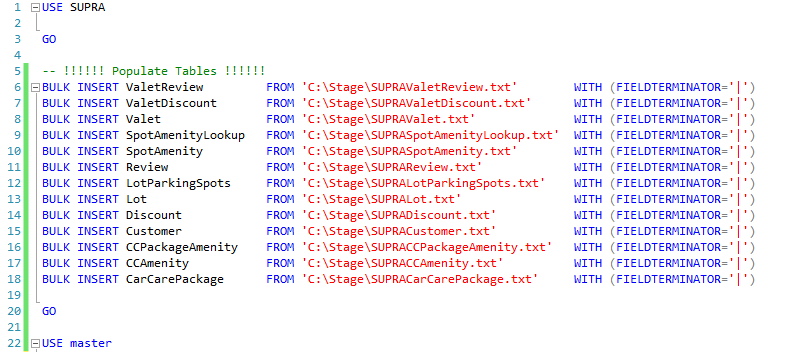 1 USE SUPRA
2
3 GO
4
5 -- !!!!!! Populate Tables !!!!!!
6 BULK INSERT ValetReview FROM 'C:\Stage\SUPRAValetReview.txt' WITH (FIELDTERMINATOR='|')
7 BULK INSERT ValetDiscount FROM 'C:\Stage\SUPRAValetDiscount.txt' WITH (FIELDTERMINATOR='|')
8 BULK INSERT Valet FROM 'C:\Stage\SUPRAValet.txt' WITH (FIELDTERMINATOR='|')
9 BULK INSERT SpotAmenityLookup FROM 'C:\Stage\SUPRASpotAmenityLookup.txt' WITH (FIELDTERMINATOR='|')
10 BULK INSERT SpotAmenity FROM 'C:\Stage\SUPRASpotAmenity.txt' WITH (FIELDTERMINATOR='|')
11 BULK INSERT Review FROM 'C:\Stage\SUPRAReview.txt' WITH (FIELDTERMINATOR='|')
12 BULK INSERT LotParkingSpots FROM 'C:\Stage\SUPRALotParkingSpots.txt' WITH (FIELDTERMINATOR='|')
13 BULK INSERT Lot FROM 'C:\Stage\SUPRALot.txt' WITH (FIELDTERMINATOR='|')
14 BULK INSERT Discount FROM 'C:\Stage\SUPRADiscount.txt' WITH (FIELDTERMINATOR='|')
15 BULK INSERT Customer FROM 'C:\Stage\SUPRACustomer.txt' WITH (FIELDTERMINATOR='|')
16 BULK INSERT CCPackageAmenity FROM 'C:\Stage\SUPRACCPackageAmenity.txt' WITH (FIELDTERMINATOR='|')
17 BULK INSERT CCAmenity FROM 'C:\Stage\SUPRACCAmenity.txt' WITH (FIELDTERMINATOR='|')
18 BULK INSERT CarCarePackage FROM 'C:\Stage\SUPRACarCarePackage.txt' WITH (FIELDTERMINATOR='|')
19
20 GO
21
22 USE master